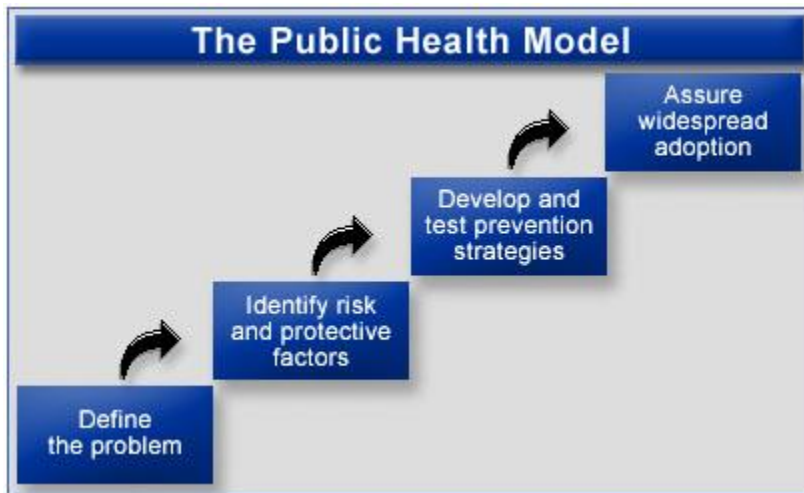 The Public Health Model
Assure
widespread
adoption
Develop and
test prevention
strategies
Identify risk
and protective
factors
Define
the problem